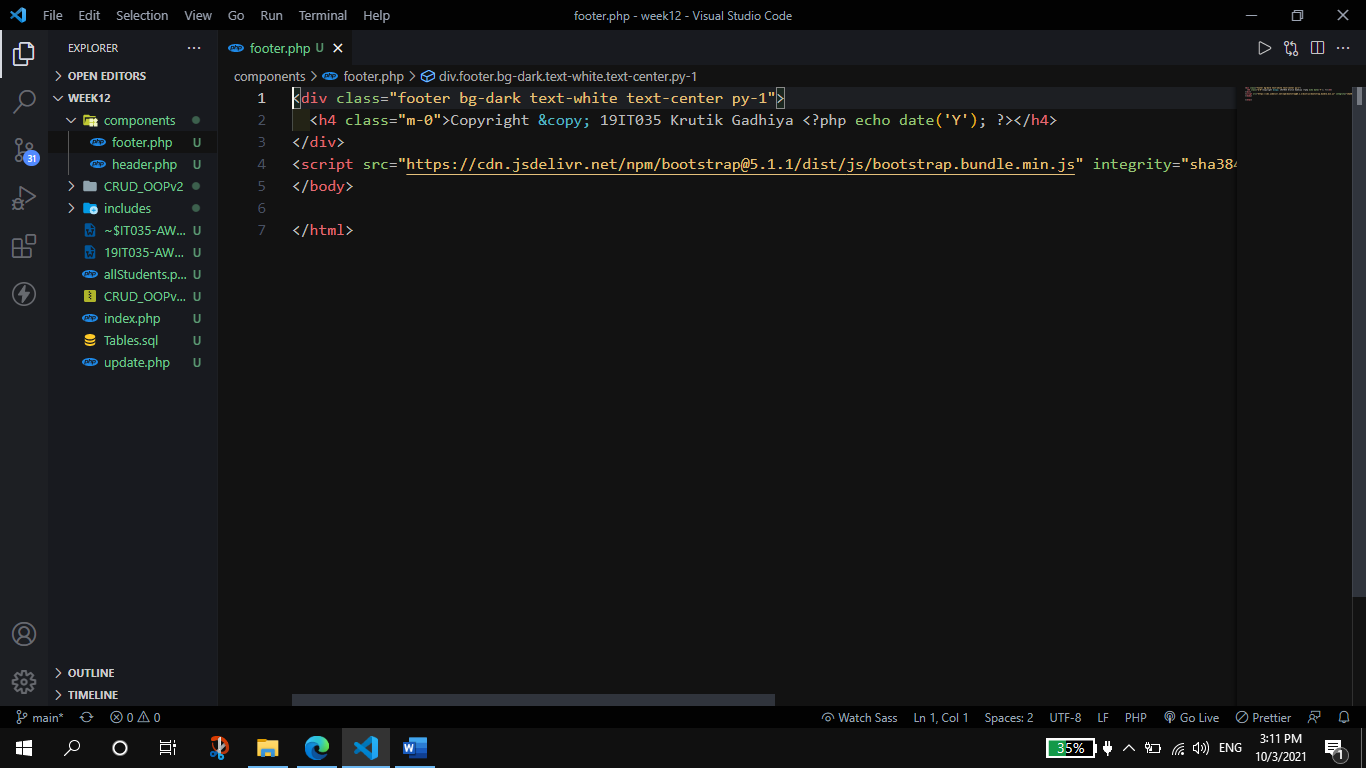 File Edit Selection View Go Run Terminal Help footer.php - week12 - Visual Studio Code
EXPLORER
OPEN EDITORS
WEEK12
components
footer.php U
header.php U
CRUD_OOPv2
includes
~$IT035-AW... U
19IT035-AW... U
allStudents.p... U
CRUD_OOPv... U
index.php U
Tables.sql U
update.php U
OUTLINE
TIMELINE
31
footer.php U
components > footer.php > div.footer.bg-dark.text-white.text-center.py-1
1 <div class="footer bg-dark text-white text-center py-1">
2 <h4 class="m-0">Copyright &copy; 19IT035 Krutik Gadhiya <?php echo date('Y'); ?></h4>
3 </div>
4 <script src="https://cdn.jsdelivr.net/npm/bootstrap@5.1.1/dist/js/bootstrap.bundle.min.js" integrity="sha384
5 </body>
6
7 </html>
main* 0 0 Watch Sass Ln 1, Col 1 Spaces: 2 UTF-8 LF PHP Go Live Prettier
35% ENG 3:11 PM
10/3/2021 1